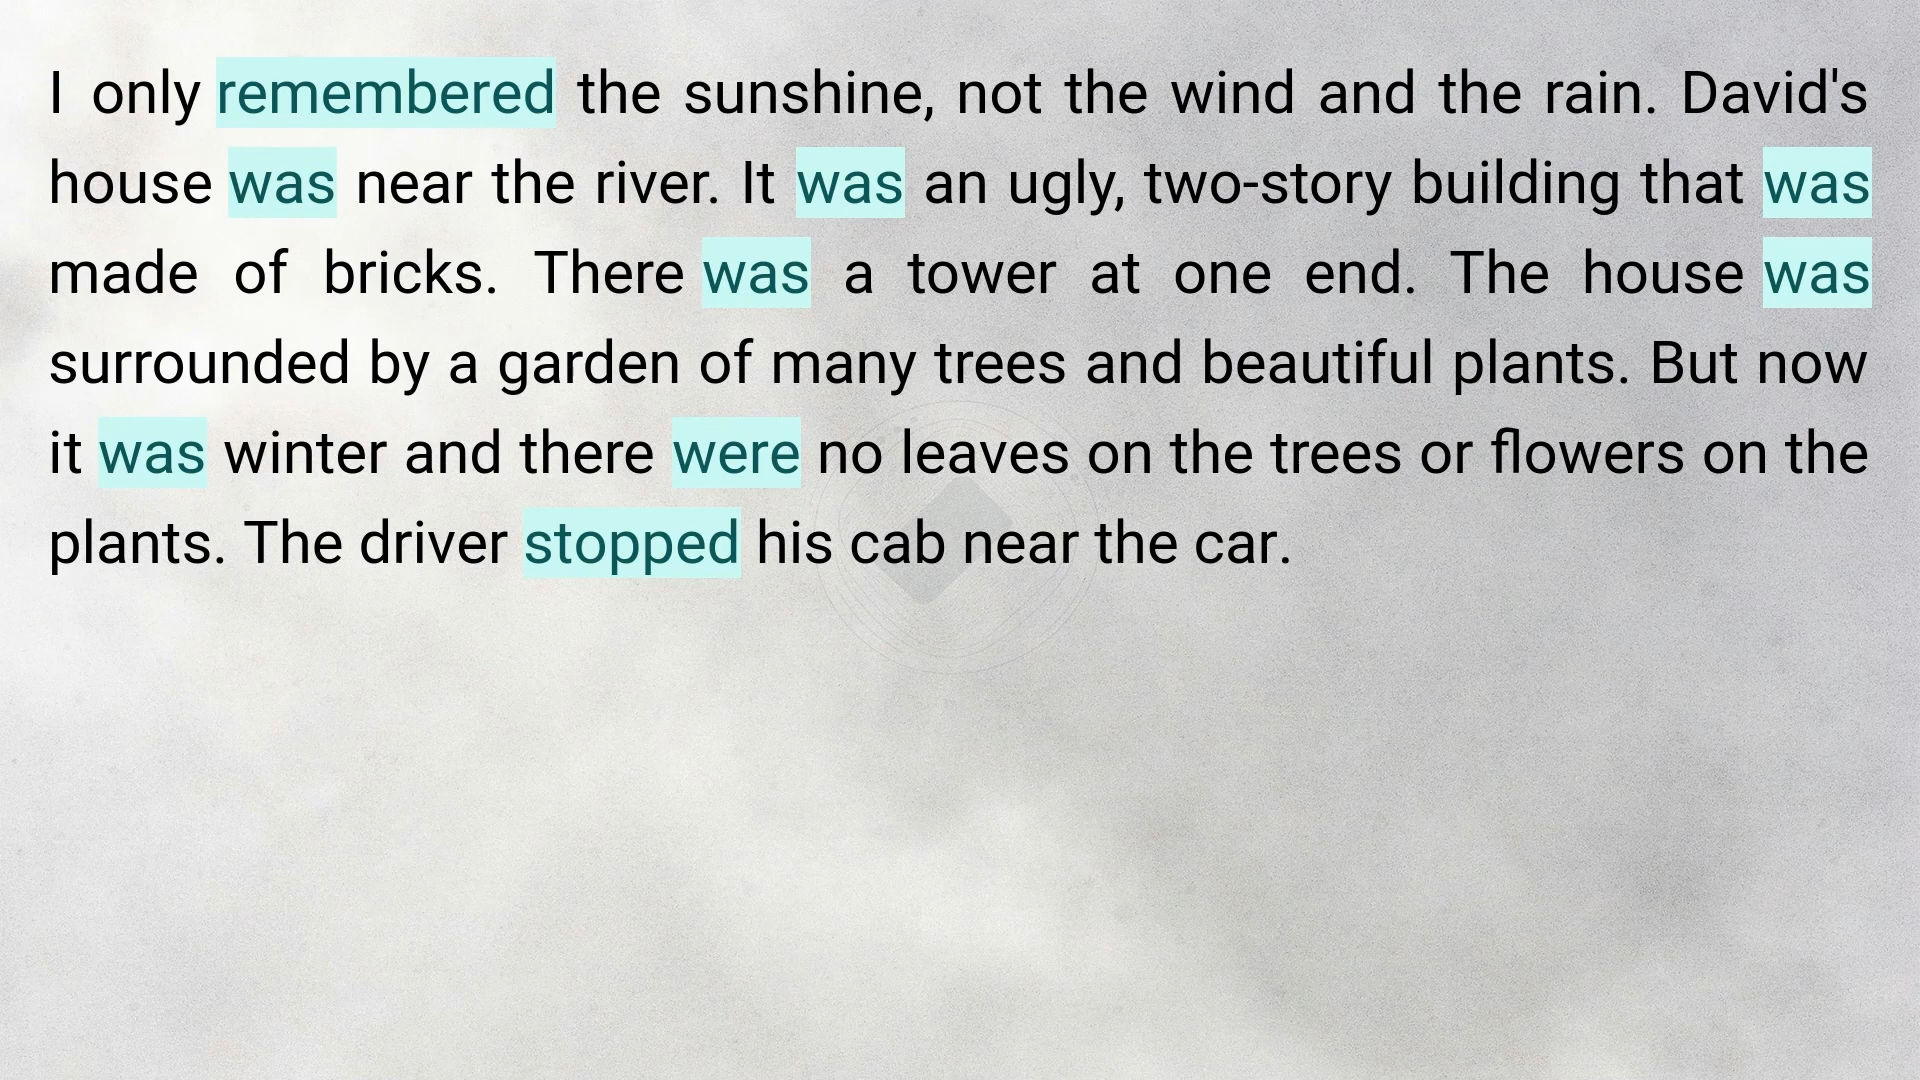 I only remembered the sunshine, not the wind and the rain. David's
house was near the river. It was an ugly, two-story building that was
made of bricks. There was a tower at one end. The house was
surrounded by a garden of many trees and beautiful plants. But now
it was winter and there were no leaves on the trees or flowers on the
plants. The driver stopped his cab near the car.